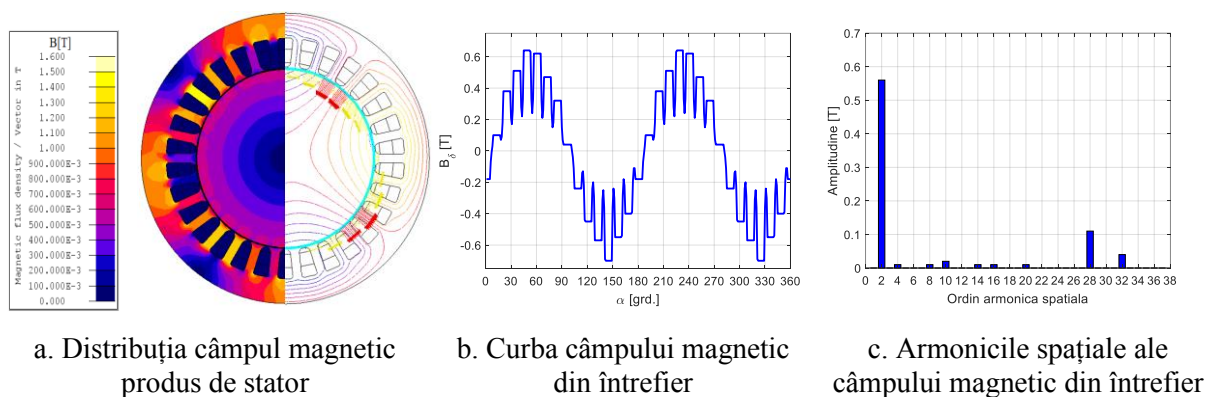 B[T]
1.600
1.500
1.400
1.300
1.200
1.100
1.000
900.000E-3
800.000E-3
700.000E-3
600.000E-3
500.000E-3
400.000E-3
300.000E-3
200.000E-3
100.000E-3
0.000
Magnetic flux density / Vector in T
0.6
0.4
0.2
0
-0.2
-0.4
-0.6
Bδ [T]
30 60 90 120 150 180 210 240 270 300 330 360
α [grd.]
0.7
0.6
0.5
0.4
0.3
0.2
0.1
0
Amplitudine [T]
0 2 4 6 8 10 12 14 16 18 20 22 24 26 28 30 32 34 36 38
Ordin armonica spatiala
a. Distribuția câmpul magnetic
produs de stator
b. Curba câmpului magnetic
din întrefier
c. Armonicile spațiale ale
câmpului magnetic din întrefier